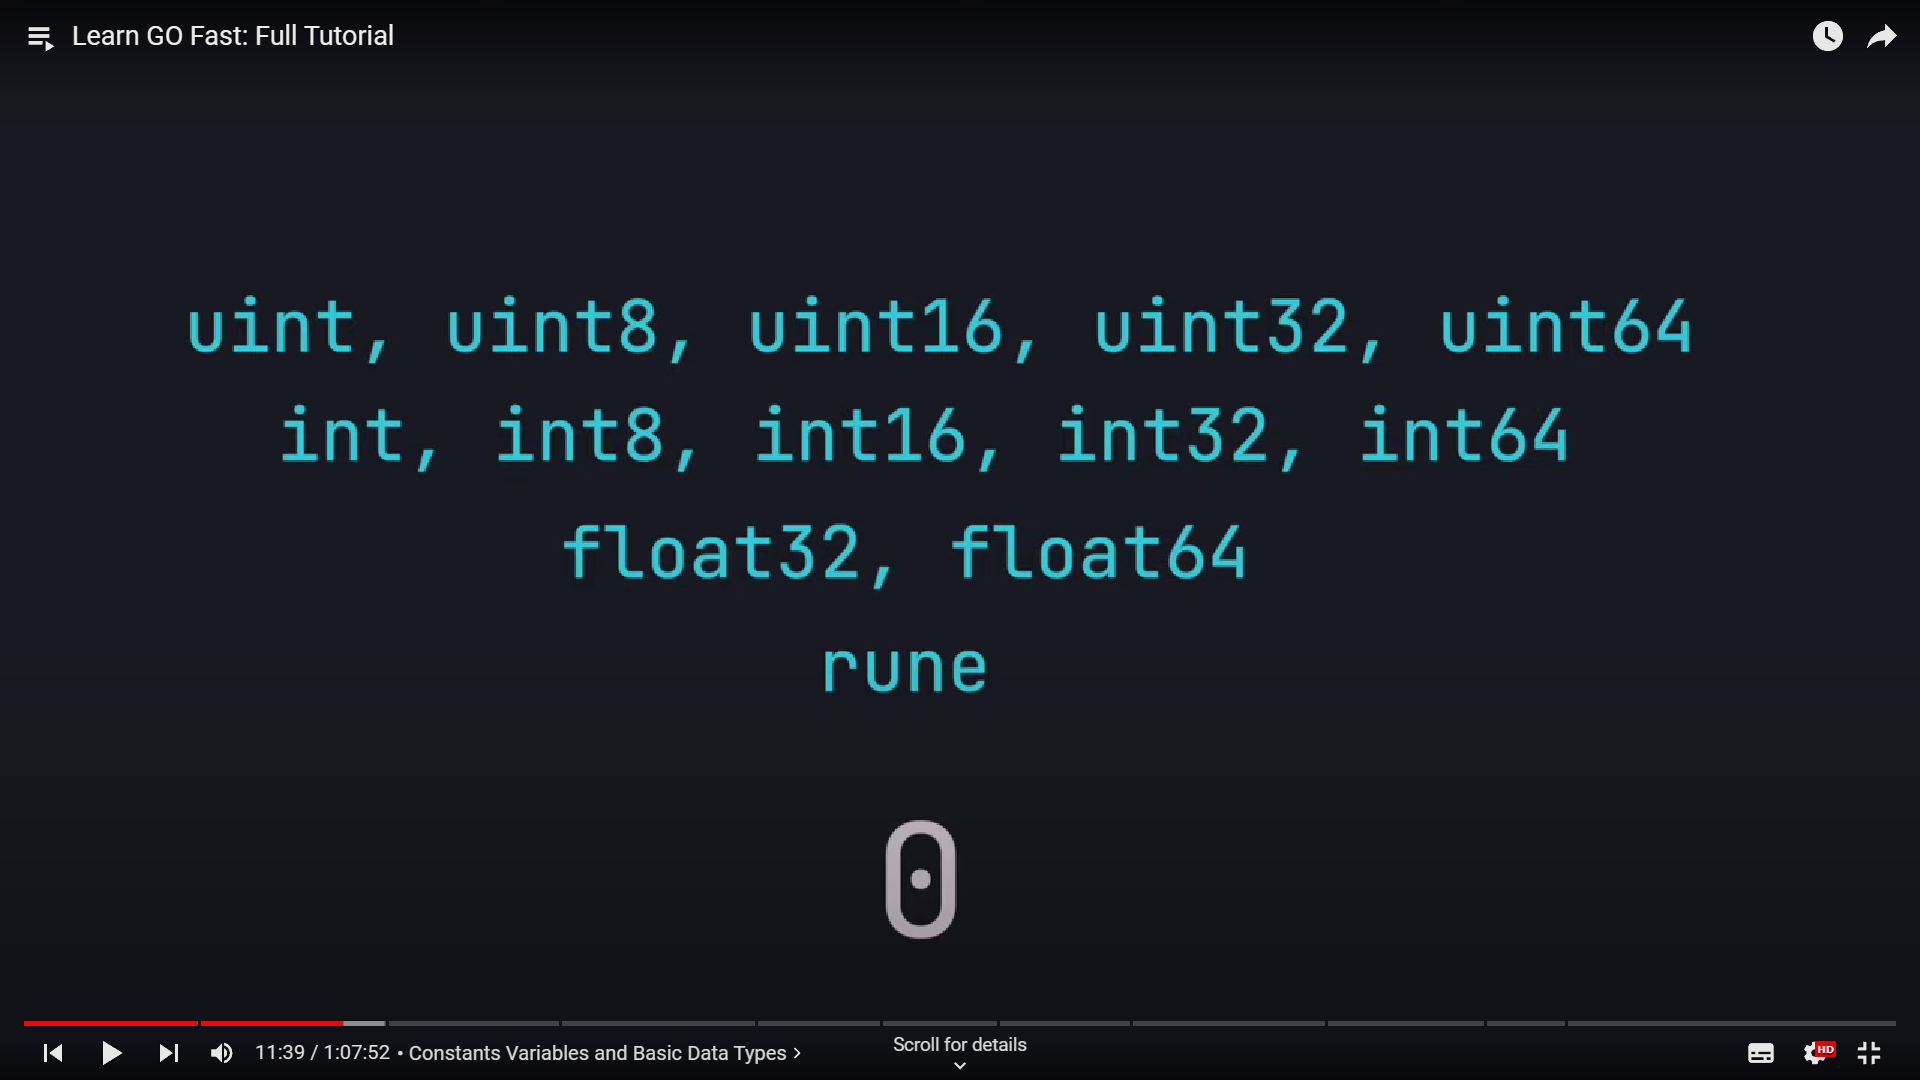 Learn GO Fast: Full Tutorial
uint, uint8, uint16, uint32, uint64
int, int8, int16, int32, int64
float32, float64
rune
0
Scroll for details
11:39 / 1:07:52 • Constants Variables and Basic Data Types >
HD